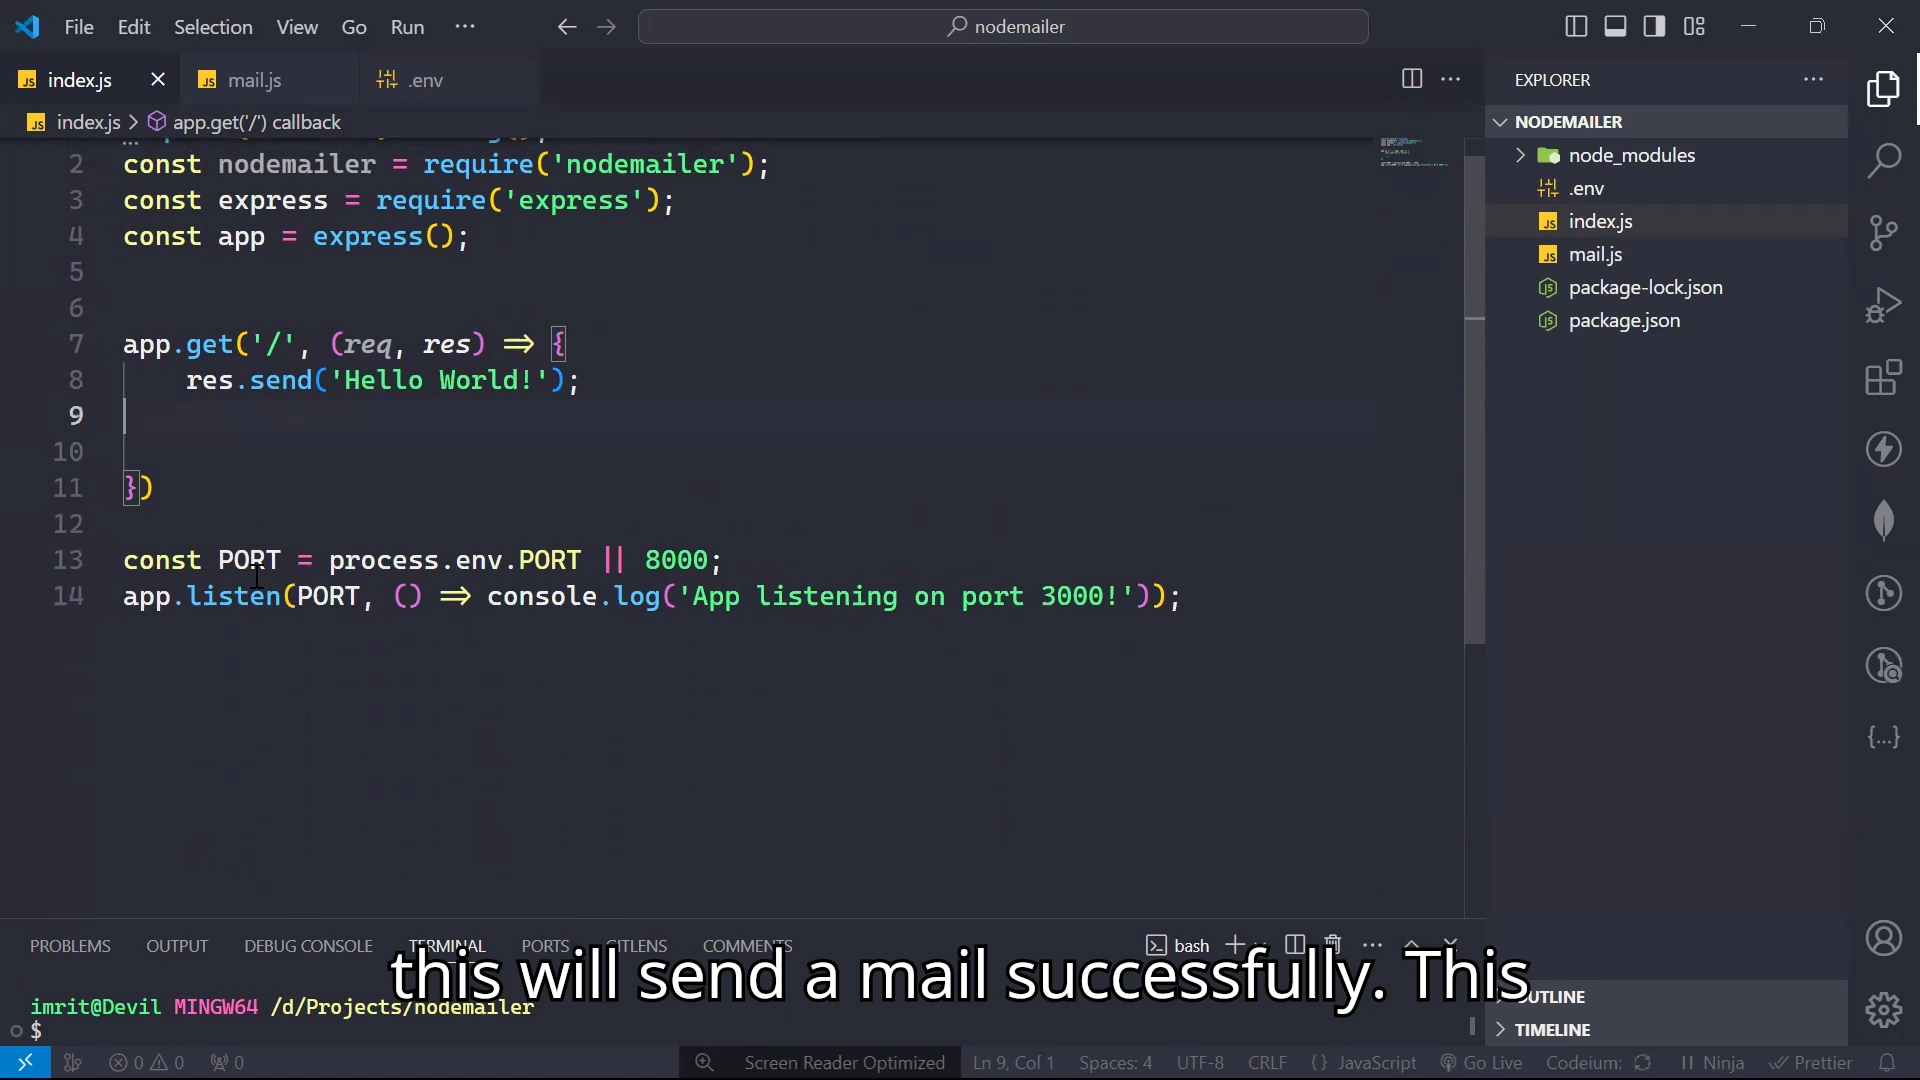 File Edit Selection View Go Run ··· nodemailer
index.js mail.js .env
index.js > app.get('/') callback
2 const nodemailer = require('nodemailer');
3 const express = require('express');
4 const app = express();
5
6
7 app.get('/', (req, res) => {
8 res.send('Hello World!');
9
10
11 })
12
13 const PORT = process.env.PORT || 8000;
14 app.listen(PORT, () => console.log('App listening on port 3000!'));
EXPLORER
NODEMAILER
node_modules
.env
index.js
mail.js
package-lock.json
package.json
OUTLINE
TIMELINE
PROBLEMS OUTPUT DEBUG CONSOLE TERMINAL PORTS GITLENS COMMENTS bash
this will send a mail successfully. This
imrit@Devil MINGW64 /d/Projects/nodemailer
$
0 0 0 Screen Reader Optimized Ln 9, Col 1 Spaces: 4 UTF-8 CRLF {} JavaScript Go Live Codeium: Ninja Prettier